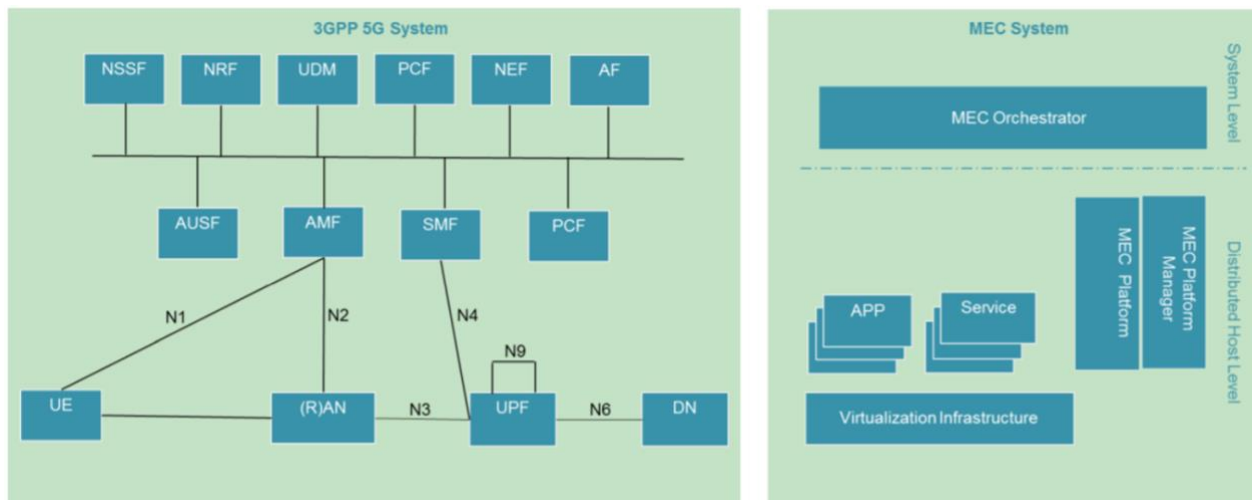 3GPP 5G System
NSSF
NRF
UDM
PCF
NEF
AF
AUSF
AMF
SMF
PCF
N1
N2
N4
N9
UE
(R)AN
N3
UPF
N6
DN
MEC System
MEC Orchestrator
System Level
APP
Service
MEC Platform
MEC Platform
Manager
Distributed Host Level
Virtualization Infrastructure